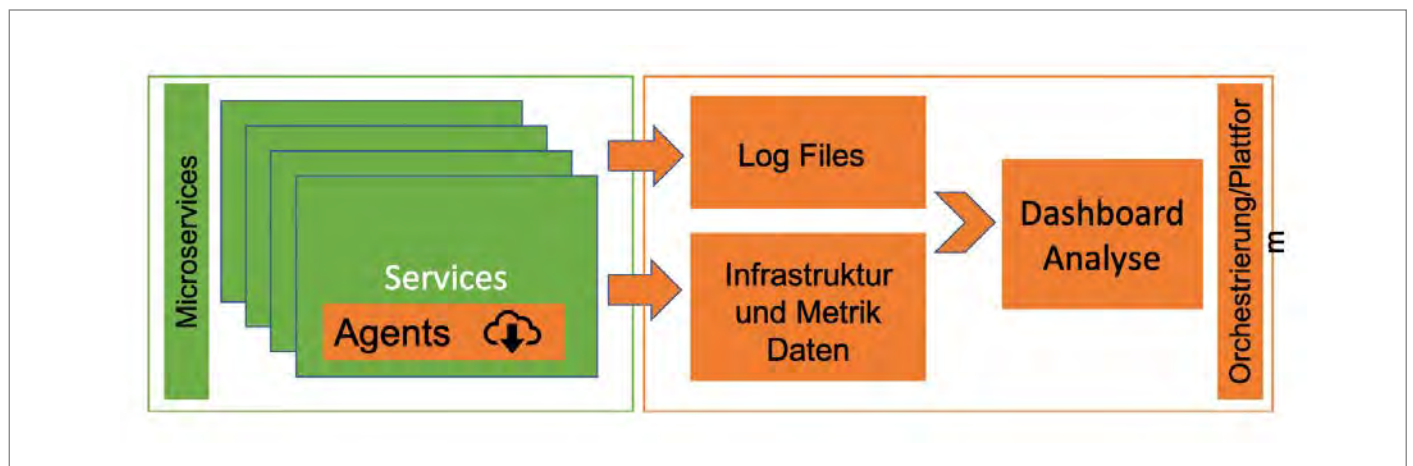 Microservices
Services
Agents
Log Files
Infrastruktur
und Metrik
Daten
Dashboard
Analyse
Orchestrierung/Plattfor
m